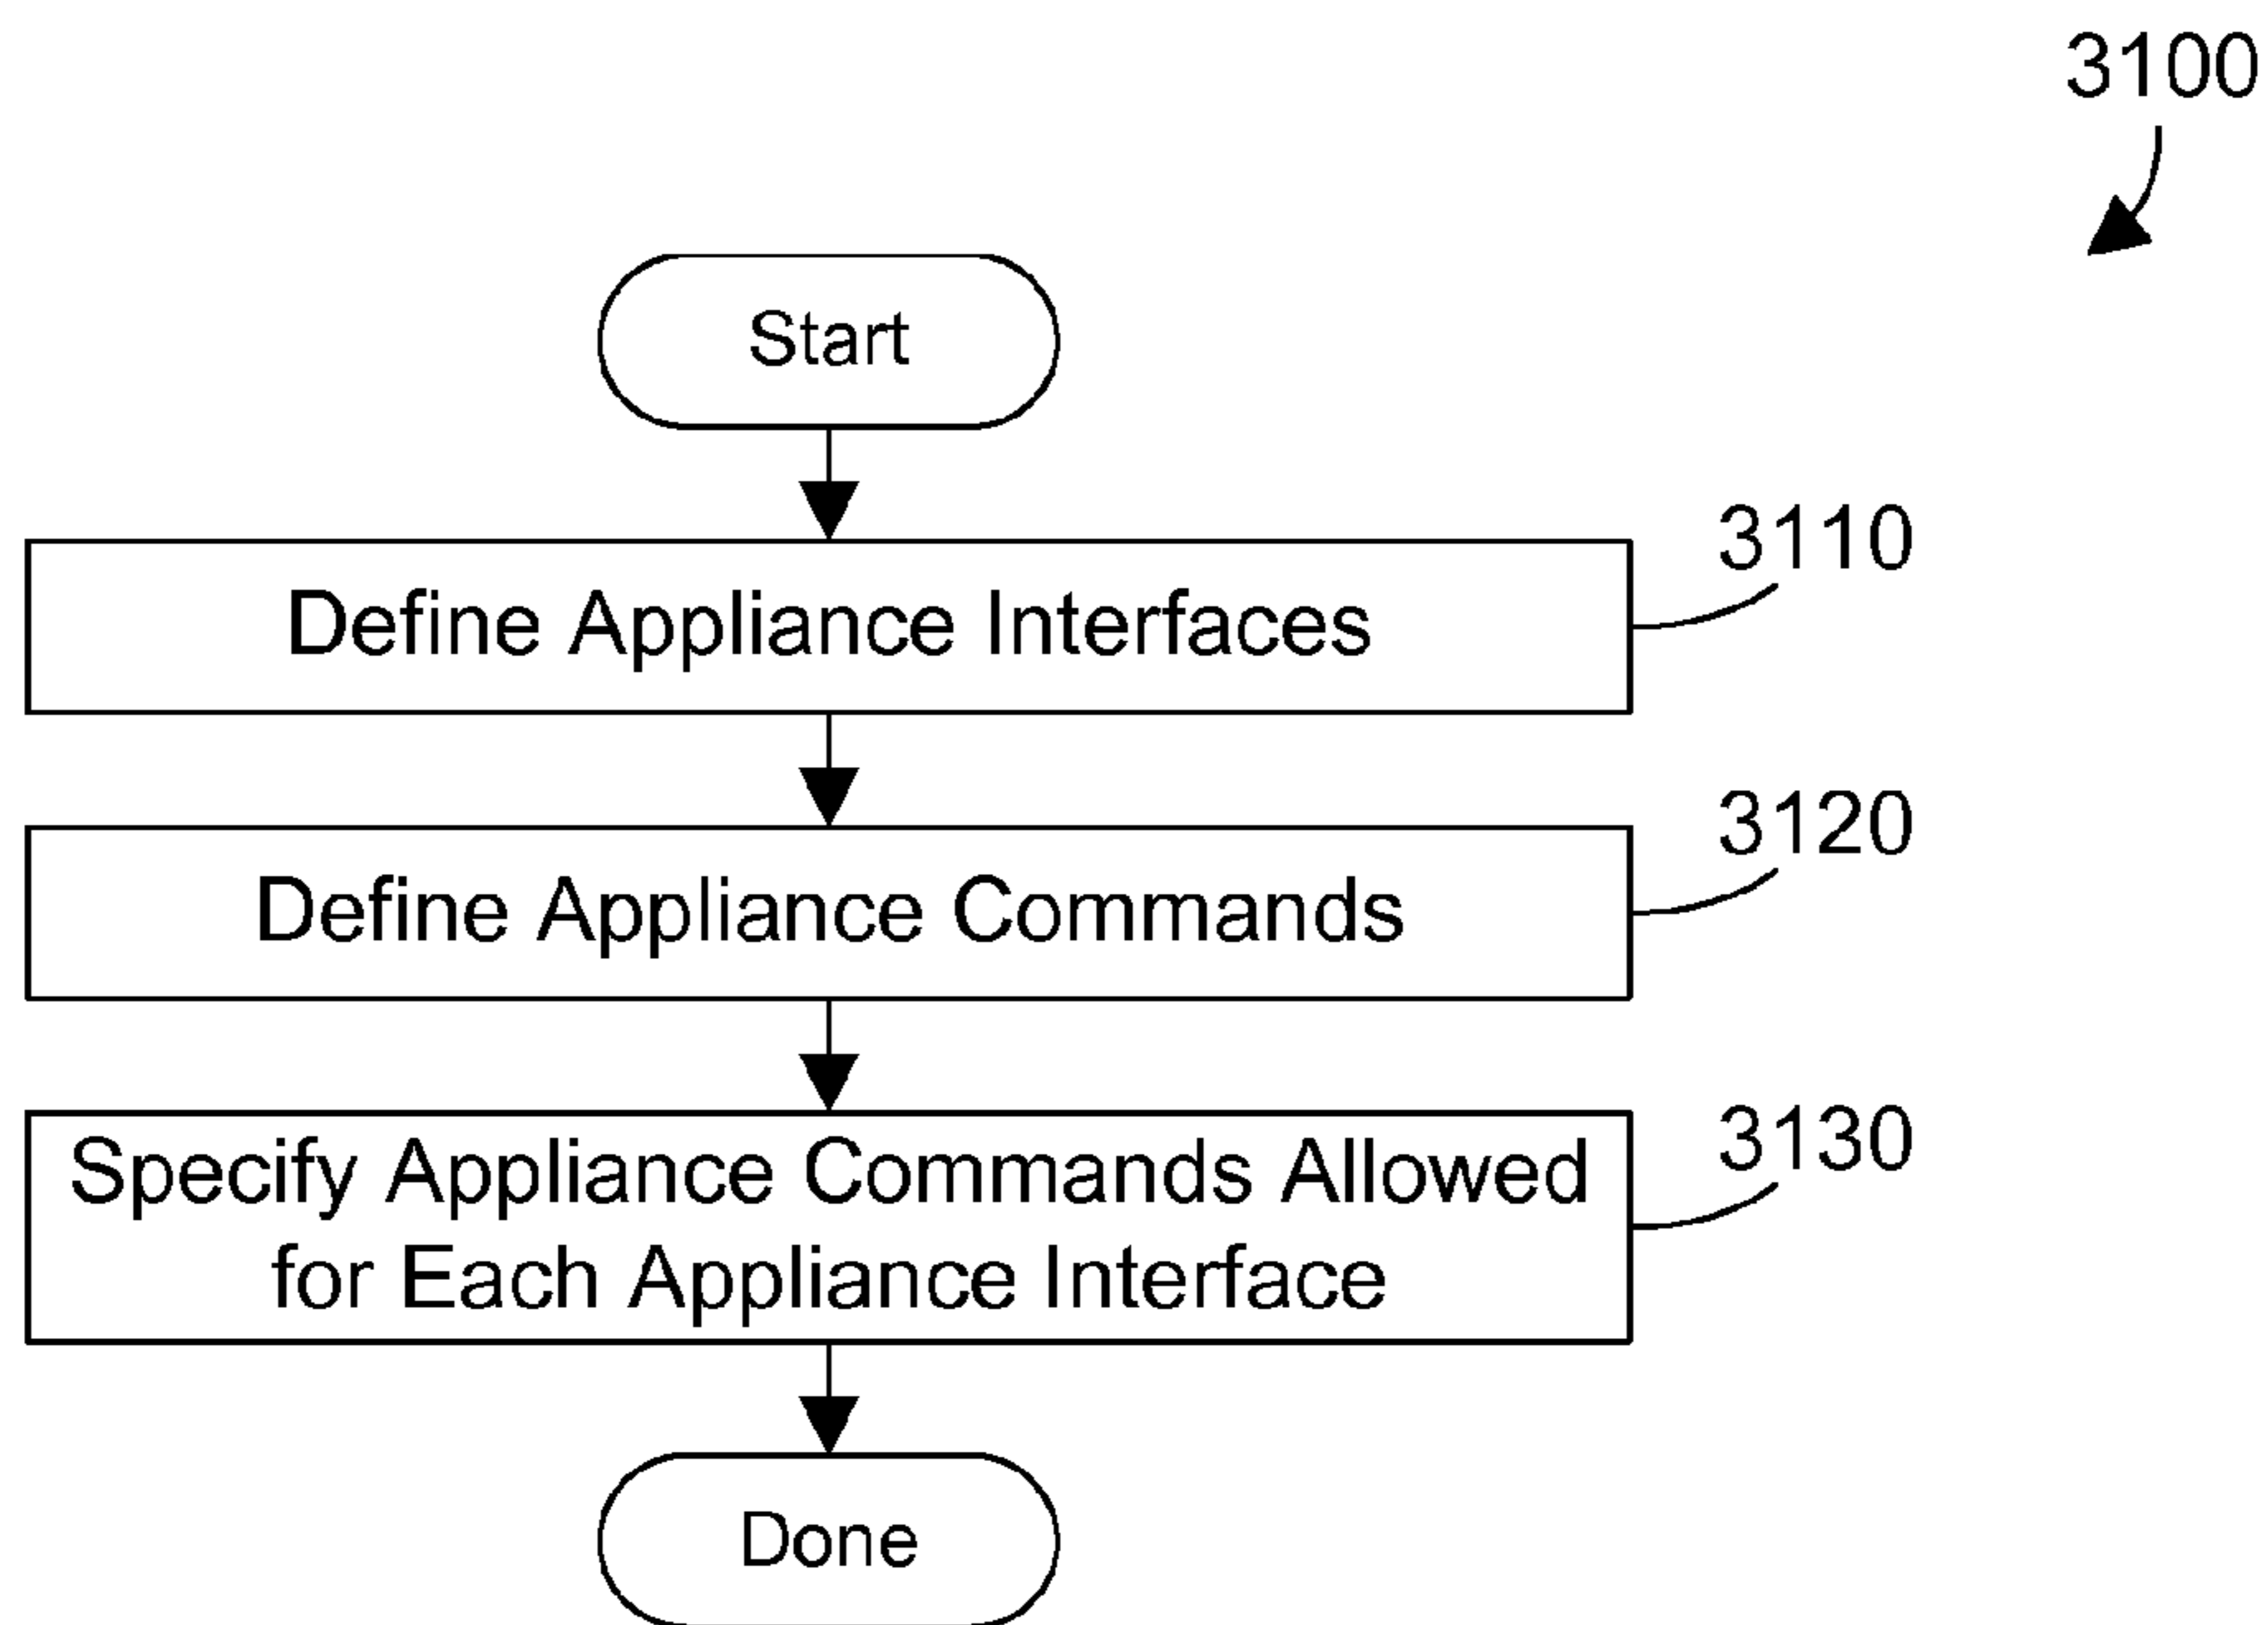 3100
Start
3110
Define Appliance Interfaces
3120
Define Appliance Commands
3130
Specify Appliance Commands Allowed
for Each Appliance Interface
Done